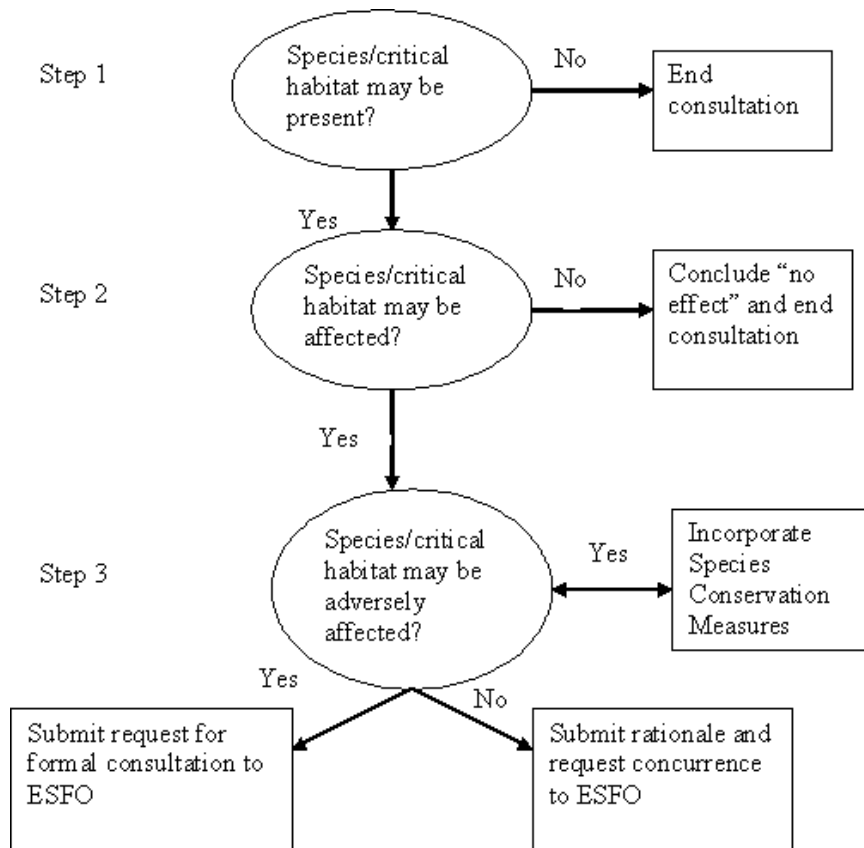 Step 1
Species/critical
habitat may be
present?
No
End
consultation
Yes
Step 2
Species/critical
habitat may be
affected?
No
Conclude “no
effect” and end
consultation
Yes
Step 3
Species/critical
habitat may be
adversely
affected?
Yes
Incorporate
Species
Conservation
Measures
Yes
No
Submit request for
formal consultation to
ESFO
Submit rationale and
request concurrence
to ESFO